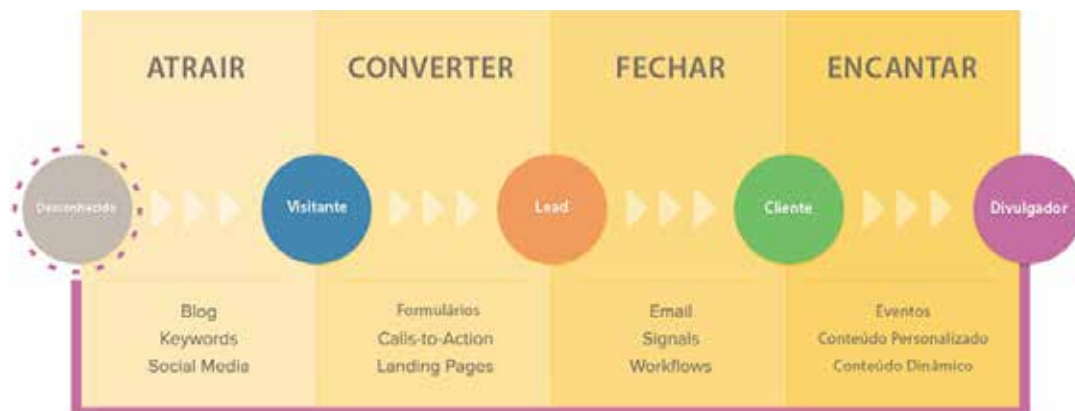 ATRAIR
CONVERTER
FECHAR
ENCANTAR
Desconhecido
Visitante
Lead
Cliente
Divulgador
Blog
Keywords
Social Media
Formulários
Calls-to-Action
Landing Pages
Email
Signals
Workflows
Eventos
Conteúdo Personalizado
Conteúdo Dinâmico